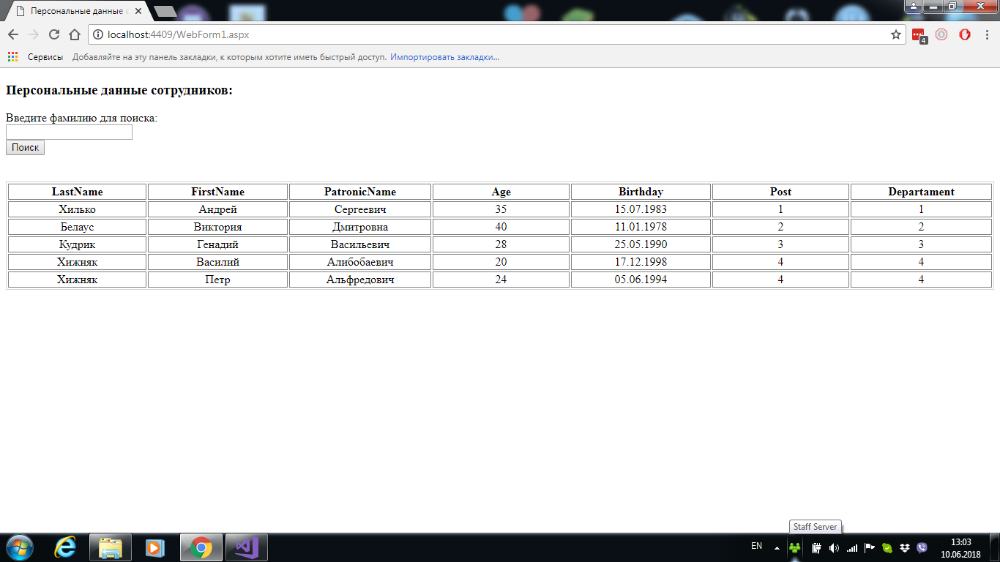 Персональные данные с
localhost:4409/WebForm1.aspx
4
Сервисы Добавляйте на эту панель закладки, к которым хотите иметь быстрый доступ. Импортировать закладки...
Персональные данные сотрудников:
Введите фамилию для поиска:
Поиск
LastName FirstName PatronicName Age Birthday Post Departament
Хилько Андрей Сергеевич 35 15.07.1983 1 1
Белаус Виктория Дмитровна 40 11.01.1978 2 2
Кудрик Генадий Васильевич 28 25.05.1990 3 3
Хижняк Василий Алибобаевич 20 17.12.1998 4 4
Хижняк Петр Альфредович 24 05.06.1994 4 4
Staff Server
EN 13:03
10.06.2018